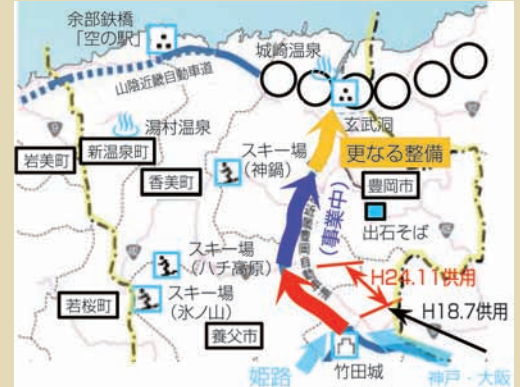 余部鉄橋
「空の駅」
城崎温泉
山陰近畿自動車道
玄武洞
湯村温泉
岩美町
新温泉町
スキー場
(神鍋)
更なる整備
香美町
豊岡市
(事業中)
出石そば
スキー場
(ハチ高原)
H24.11供用
若桜町
スキー場
(氷ノ山)
H18.7供用
養父市
竹田城
姫路
神戸・大阪